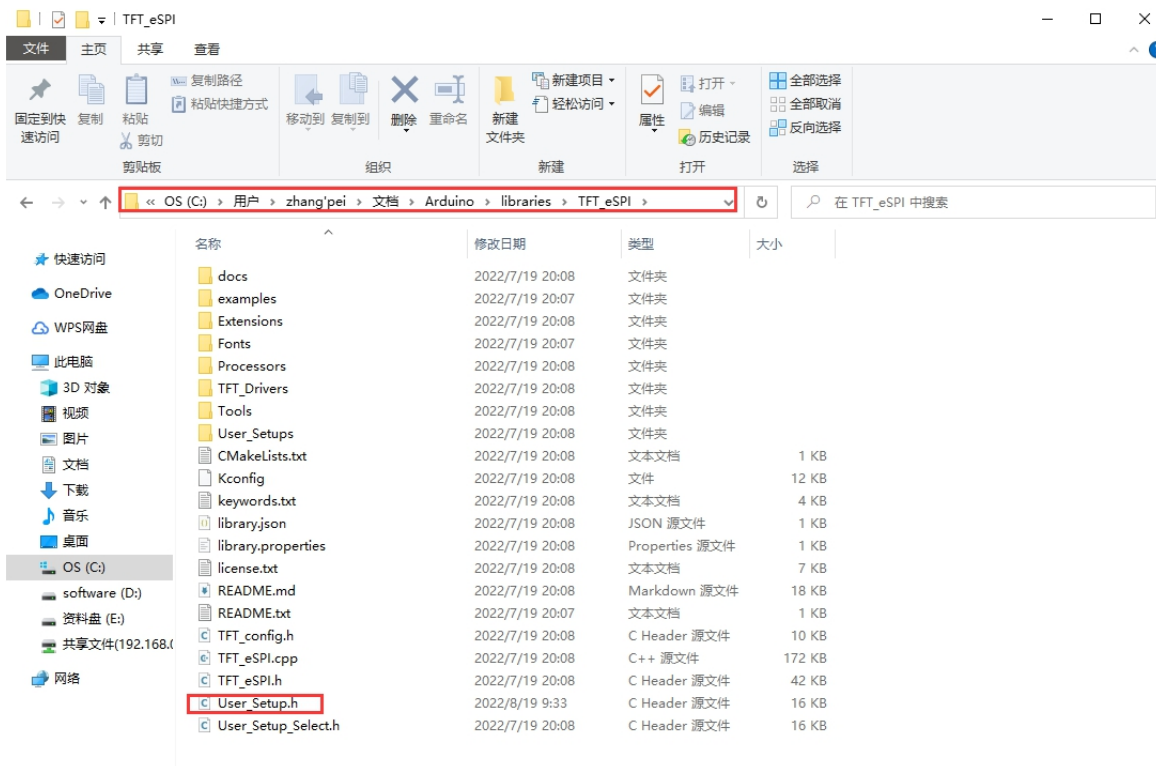 TFT_eSPI
文件 主页 共享 查看
固定到快速访问 复制 粘贴 复制路径 粘贴快捷方式 剪切 移动到 复制到 删除 重命名 新建文件夹 新建项目 轻松访问 属性 打开 编辑 历史记录 全部选择 全部取消 反向选择
剪贴板 组织 新建 打开 选择
« OS (C:) › 用户 › zhang'pei › 文档 › Arduino › libraries › TFT_eSPI ›
在 TFT_eSPI 中搜索
快速访问
OneDrive
WPS网盘
此电脑
3D 对象
视频
图片
文档
下载
音乐
桌面
OS (C:)
software (D:)
资料盘 (E:)
共享文件(192.168.(
网络
名称 修改日期 类型 大小
docs 2022/7/19 20:08 文件夹
examples 2022/7/19 20:07 文件夹
Extensions 2022/7/19 20:08 文件夹
Fonts 2022/7/19 20:07 文件夹
Processors 2022/7/19 20:08 文件夹
TFT_Drivers 2022/7/19 20:08 文件夹
Tools 2022/7/19 20:08 文件夹
User_Setups 2022/7/19 20:08 文件夹
CMakeLists.txt 2022/7/19 20:08 文本文档 1 KB
Kconfig 2022/7/19 20:08 文件 12 KB
keywords.txt 2022/7/19 20:08 文本文档 4 KB
library.json 2022/7/19 20:08 JSON 源文件 1 KB
library.properties 2022/7/19 20:08 Properties 源文件 1 KB
license.txt 2022/7/19 20:08 文本文档 7 KB
README.md 2022/7/19 20:08 Markdown 源文件 18 KB
README.txt 2022/7/19 20:07 文本文档 1 KB
TFT_config.h 2022/7/19 20:08 C Header 源文件 10 KB
TFT_eSPI.cpp 2022/7/19 20:08 C++ 源文件 172 KB
TFT_eSPI.h 2022/7/19 20:08 C Header 源文件 42 KB
User_Setup.h 2022/8/19 9:33 C Header 源文件 16 KB
User_Setup_Select.h 2022/7/19 20:08 C Header 源文件 16 KB